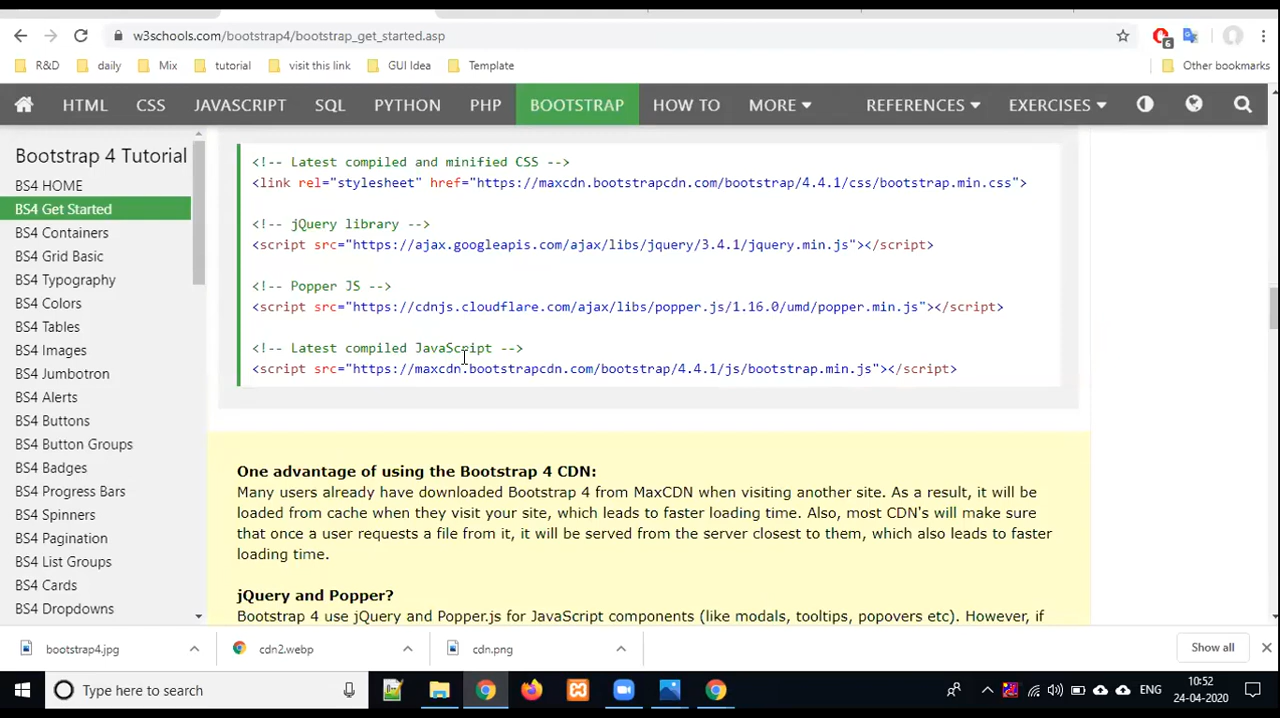 w3schools.com/bootstrap4/bootstrap_get_started.asp
6
R&D daily Mix tutorial visit this link GUI Idea Template Other bookmarks
HTML CSS JAVASCRIPT SQL PYTHON PHP BOOTSTRAP HOW TO MORE REFERENCES EXERCISES
Bootstrap 4 Tutorial
BS4 HOME
BS4 Get Started
BS4 Containers
BS4 Grid Basic
BS4 Typography
BS4 Colors
BS4 Tables
BS4 Images
BS4 Jumbotron
BS4 Alerts
BS4 Buttons
BS4 Button Groups
BS4 Badges
BS4 Progress Bars
BS4 Spinners
BS4 Pagination
BS4 List Groups
BS4 Cards
BS4 Dropdowns
<!-- Latest compiled and minified CSS -->
<link rel="stylesheet" href="https://maxcdn.bootstrapcdn.com/bootstrap/4.4.1/css/bootstrap.min.css">
<!-- jQuery library -->
<script src="https://ajax.googleapis.com/ajax/libs/jquery/3.4.1/jquery.min.js"></script>
<!-- Popper JS -->
<script src="https://cdnjs.cloudflare.com/ajax/libs/popper.js/1.16.0/umd/popper.min.js"></script>
<!-- Latest compiled JavaScript -->
<script src="https://maxcdn.bootstrapcdn.com/bootstrap/4.4.1/js/bootstrap.min.js"></script>
One advantage of using the Bootstrap 4 CDN:
Many users already have downloaded Bootstrap 4 from MaxCDN when visiting another site. As a result, it will be
loaded from cache when they visit your site, which leads to faster loading time. Also, most CDN's will make sure
that once a user requests a file from it, it will be served from the server closest to them, which also leads to faster
loading time.
jQuery and Popper?
Bootstrap 4 use jQuery and Popper.js for JavaScript components (like modals, tooltips, popovers etc). However, if
bootstrap4.jpg cdn2.webp cdn.png Show all
Type here to search ENG 10:52
24-04-2020